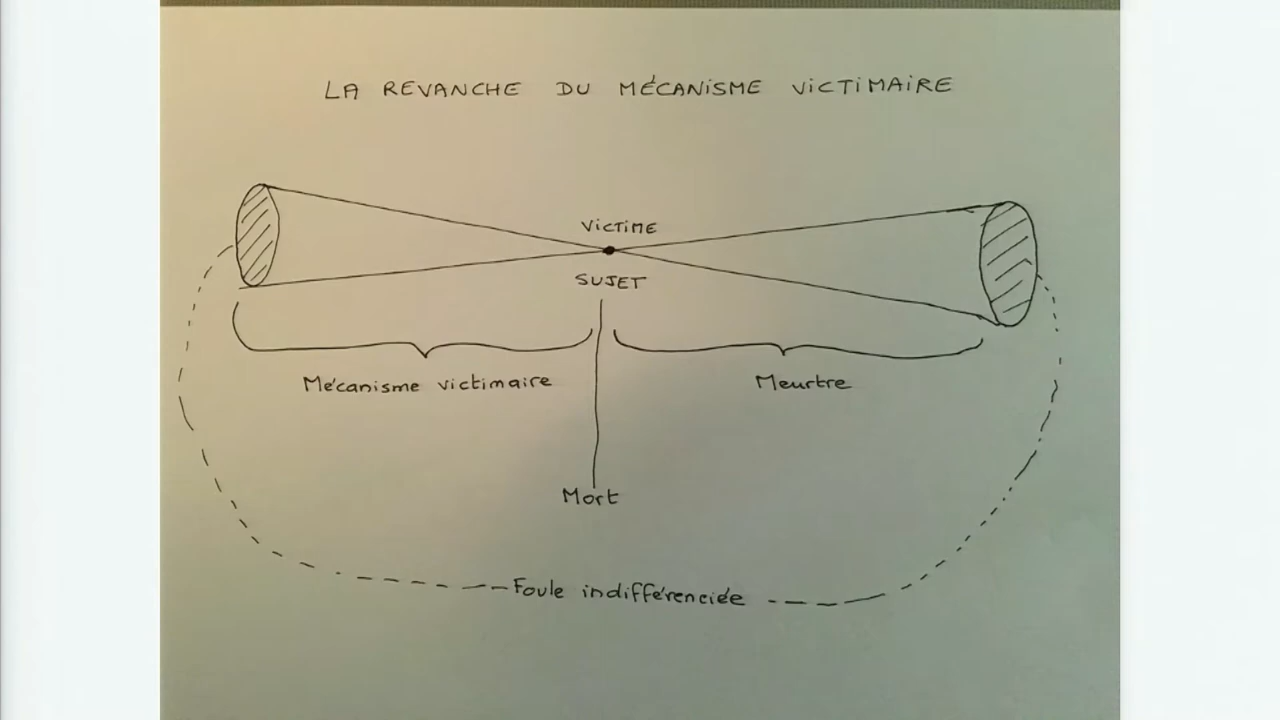 LA REVANCHE DU MÉCANISME VICTIMAIRE
VICTIME
SUJET
Mécanisme victimaire
Meurtre
Mort
Foule indifférenciée